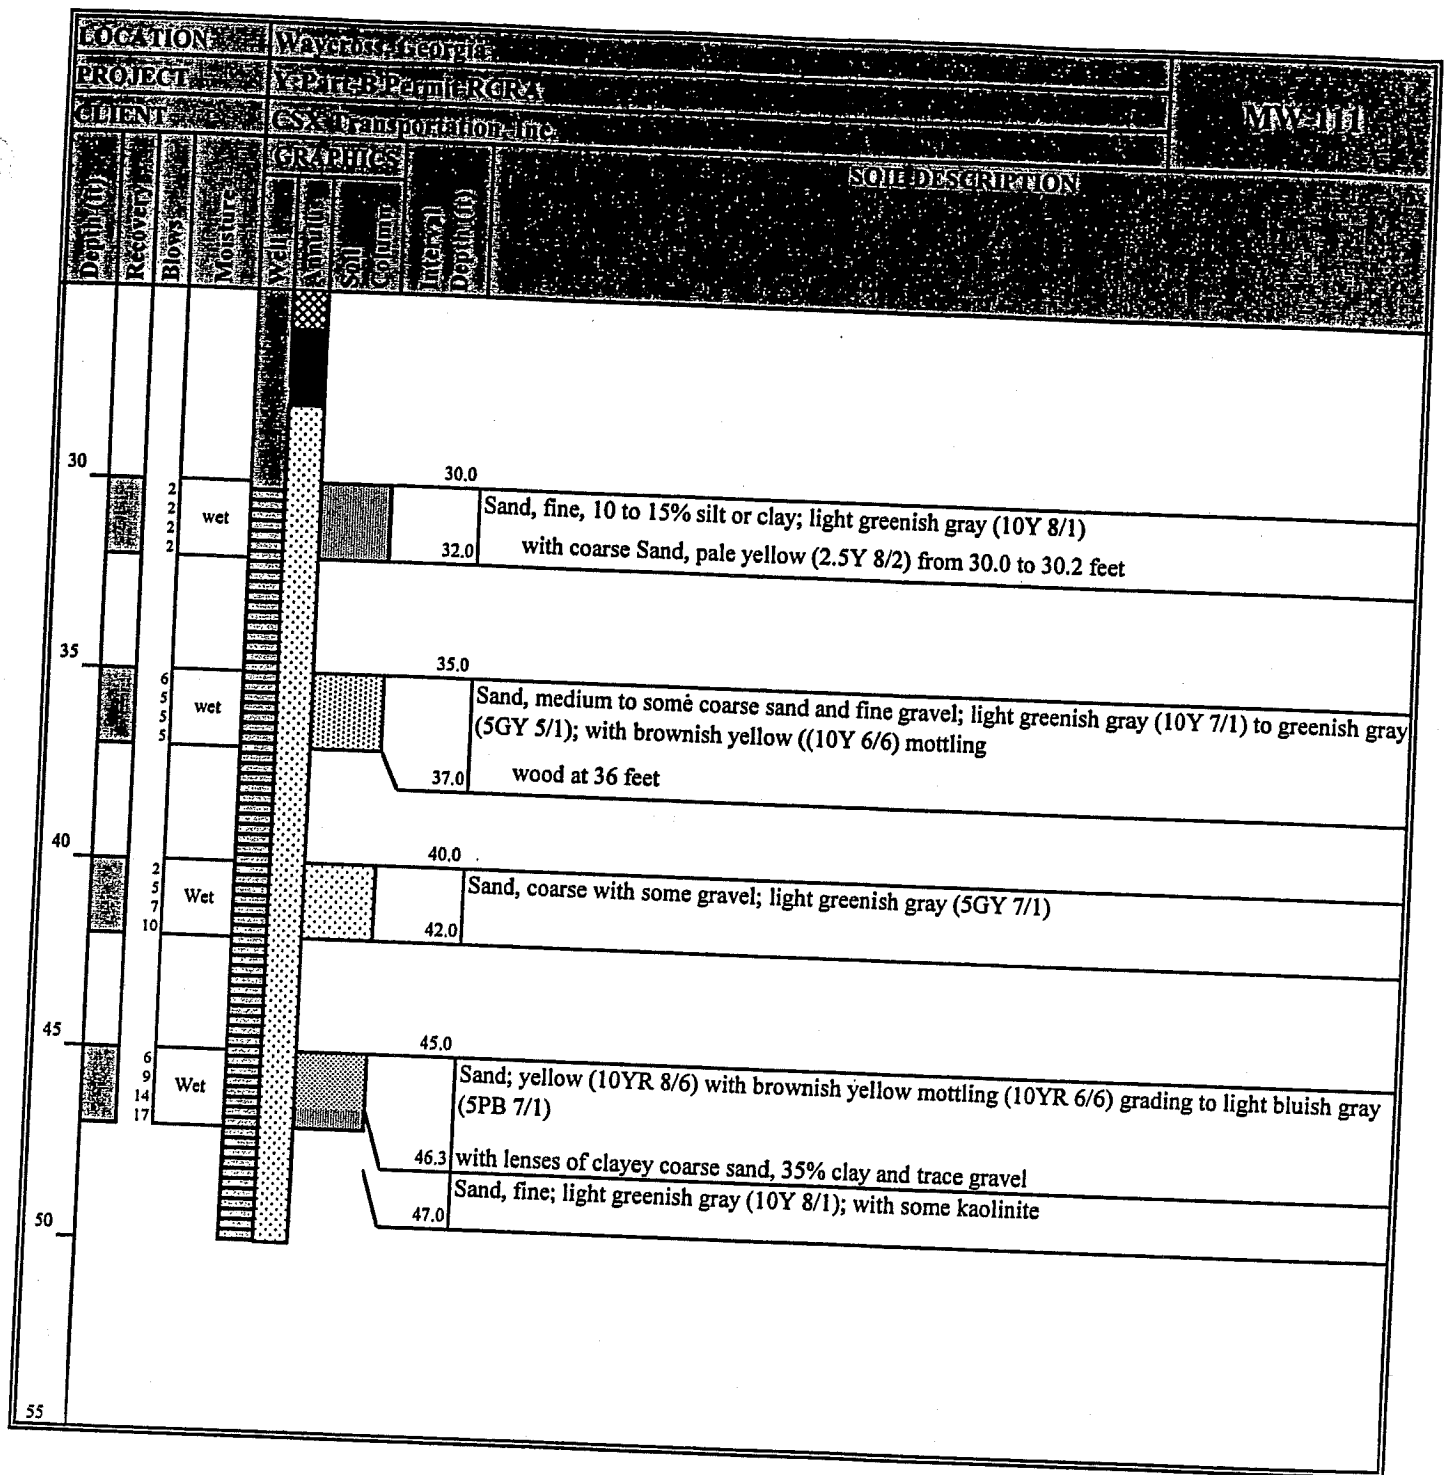 LOCATION Waycross, Georgia
PROJECT Y-Part-B Permit RCRA
CLIENT CSX Transportation, Inc.
MW-111
GRAPHICS
Depth (ft) Recovery Blows Moisture Well Annulus Soil Column Interval Depth (ft) SOIL DESCRIPTION
30 30.0
2
2
2
2
wet
Sand, fine, 10 to 15% silt or clay; light greenish gray (10Y 8/1)
32.0 with coarse Sand, pale yellow (2.5Y 8/2) from 30.0 to 30.2 feet
35 35.0
6
5
5
5
wet
Sand, medium to some coarse sand and fine gravel; light greenish gray (10Y 7/1) to greenish gray
(5GY 5/1); with brownish yellow ((10Y 6/6) mottling
37.0 wood at 36 feet
40 40.0
2
5
7
10
Wet
Sand, coarse with some gravel; light greenish gray (5GY 7/1)
42.0
45 45.0
6
9
14
17
Wet
Sand; yellow (10YR 8/6) with brownish yellow mottling (10YR 6/6) grading to light bluish gray
(5PB 7/1)
46.3 with lenses of clayey coarse sand, 35% clay and trace gravel
Sand, fine; light greenish gray (10Y 8/1); with some kaolinite
47.0
50
55